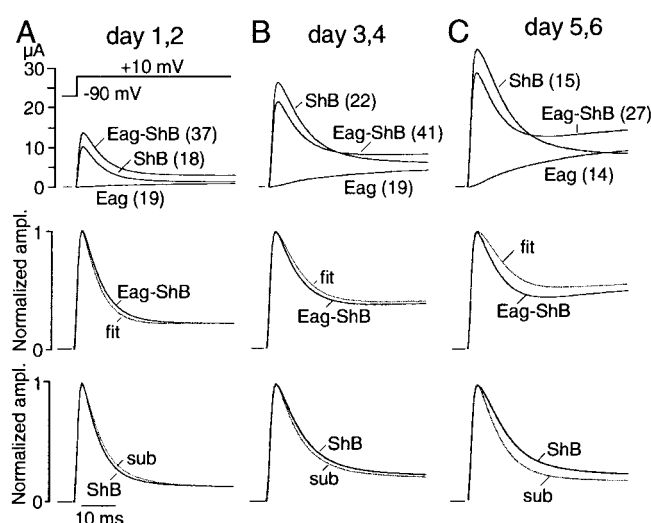 A day 1,2 B day 3,4 C day 5,6
µA
30
20
10
0
+10 mV
-90 mV
Eag-ShB (37)
ShB (18)
Eag (19)
ShB (22)
Eag-ShB (41)
Eag (19)
ShB (15)
Eag-ShB (27)
Eag (14)
Normalized ampl.
1
0
Eag-ShB
fit
fit
Eag-ShB
fit
Eag-ShB
Normalized ampl.
1
0
sub
ShB
10 ms
ShB
sub
ShB
sub